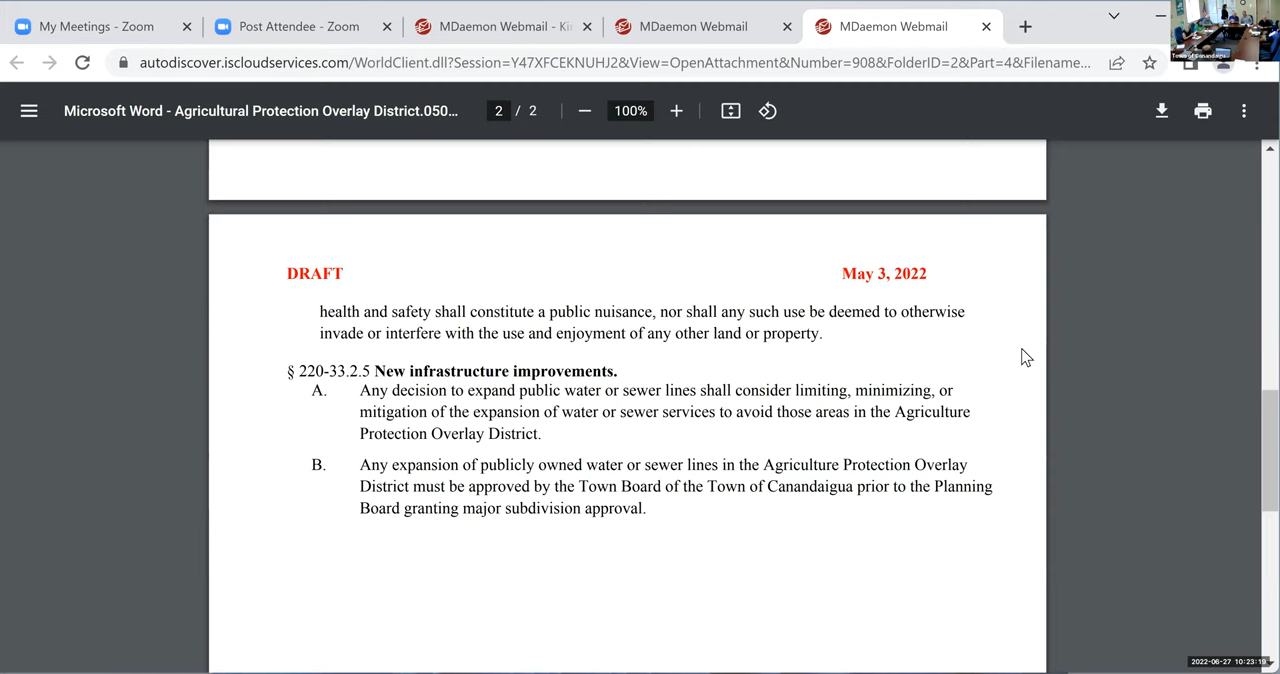 My Meetings - Zoom
Post Attendee - Zoom
MDaemon Webmail - Kir
MDaemon Webmail
MDaemon Webmail
autodiscover.iscloudservices.com/WorldClient.dll?Session=Y47XFCEKNUHJ2&View=OpenAttachment&Number=908&FolderID=2&Part=4&Filename...
Town of Canandaigua
Microsoft Word - Agricultural Protection Overlay District.050...
2 / 2
100%
DRAFT May 3, 2022
health and safety shall constitute a public nuisance, nor shall any such use be deemed to otherwise
invade or interfere with the use and enjoyment of any other land or property.
§ 220-33.2.5 New infrastructure improvements.
A. Any decision to expand public water or sewer lines shall consider limiting, minimizing, or
mitigation of the expansion of water or sewer services to avoid those areas in the Agriculture
Protection Overlay District.
B. Any expansion of publicly owned water or sewer lines in the Agriculture Protection Overlay
District must be approved by the Town Board of the Town of Canandaigua prior to the Planning
Board granting major subdivision approval.
2022-06-27 10:23:19